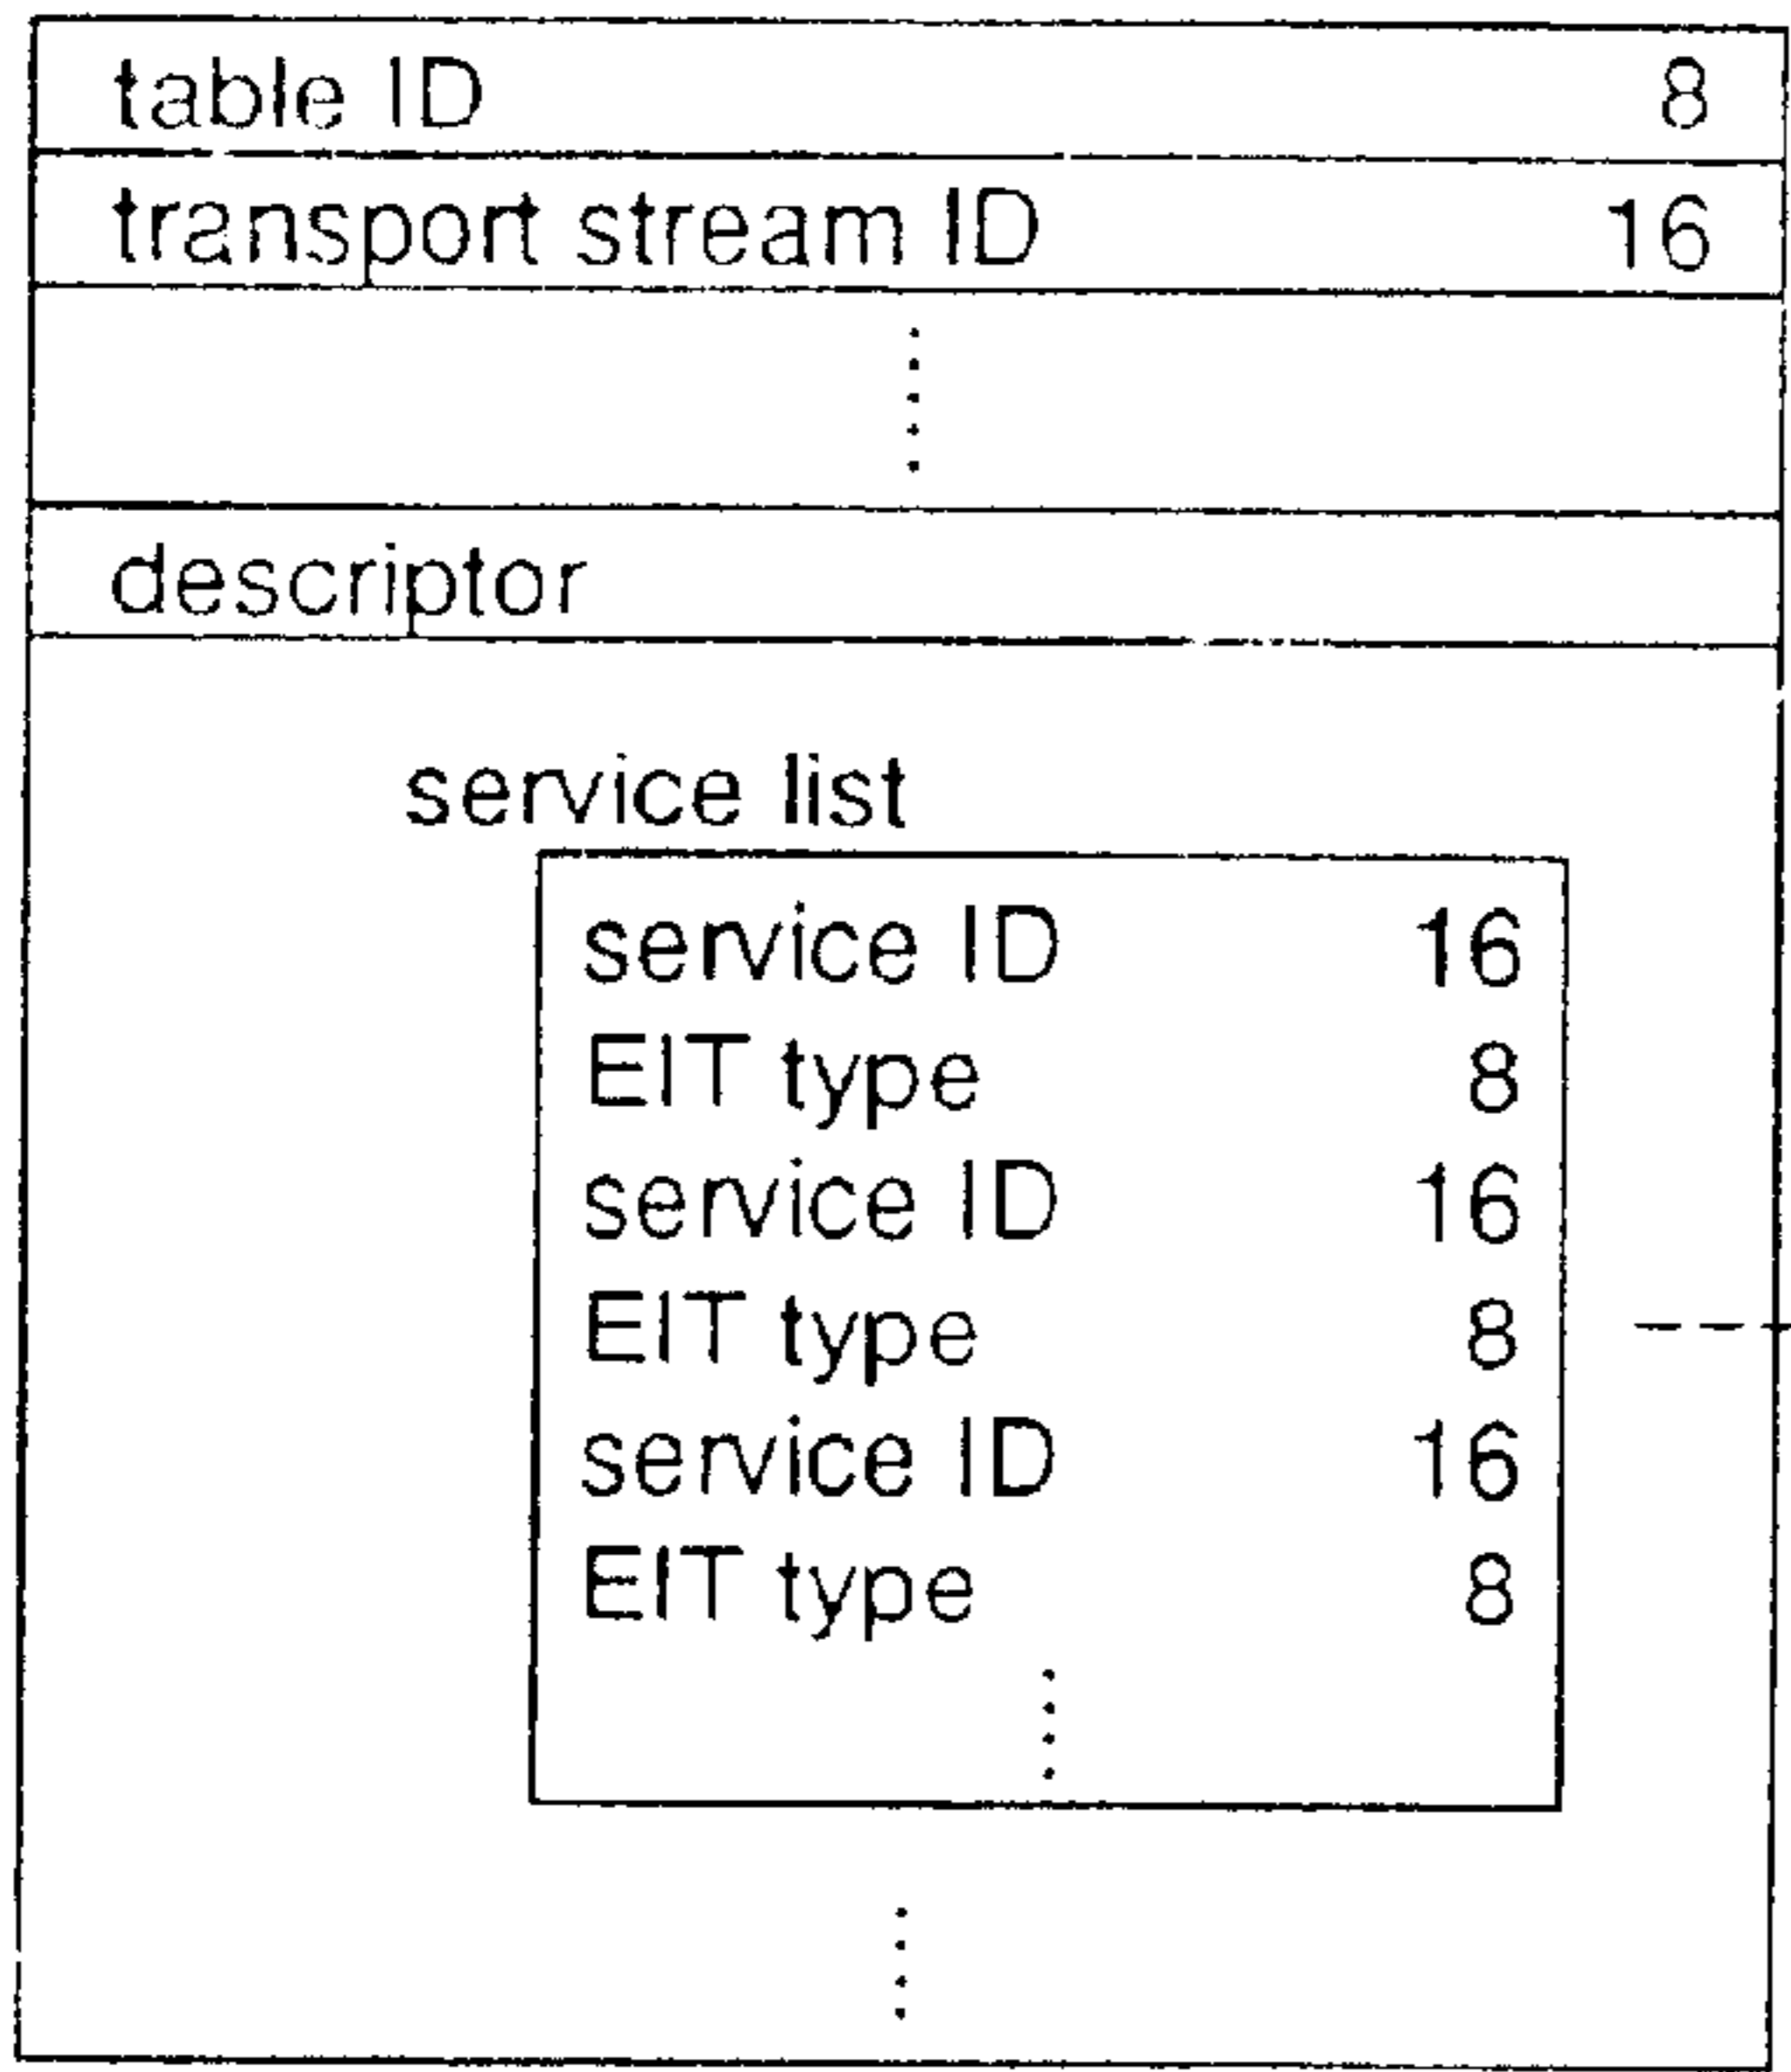 table ID 8
transport stream ID 16
descriptor
service list
service ID 16
EIT type 8
service ID 16
EIT type 8
service ID 16
EIT type 8